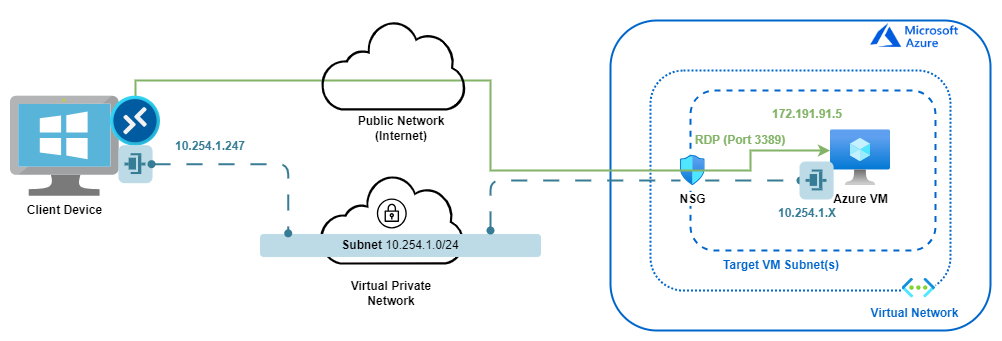 Microsoft
Azure
172.191.91.5
Public Network
(Internet)
RDP (Port 3389)
10.254.1.247
NSG
Azure VM
Client Device
10.254.1.X
Subnet 10.254.1.0/24
Target VM Subnet(s)
Virtual Private
Network
Virtual Network